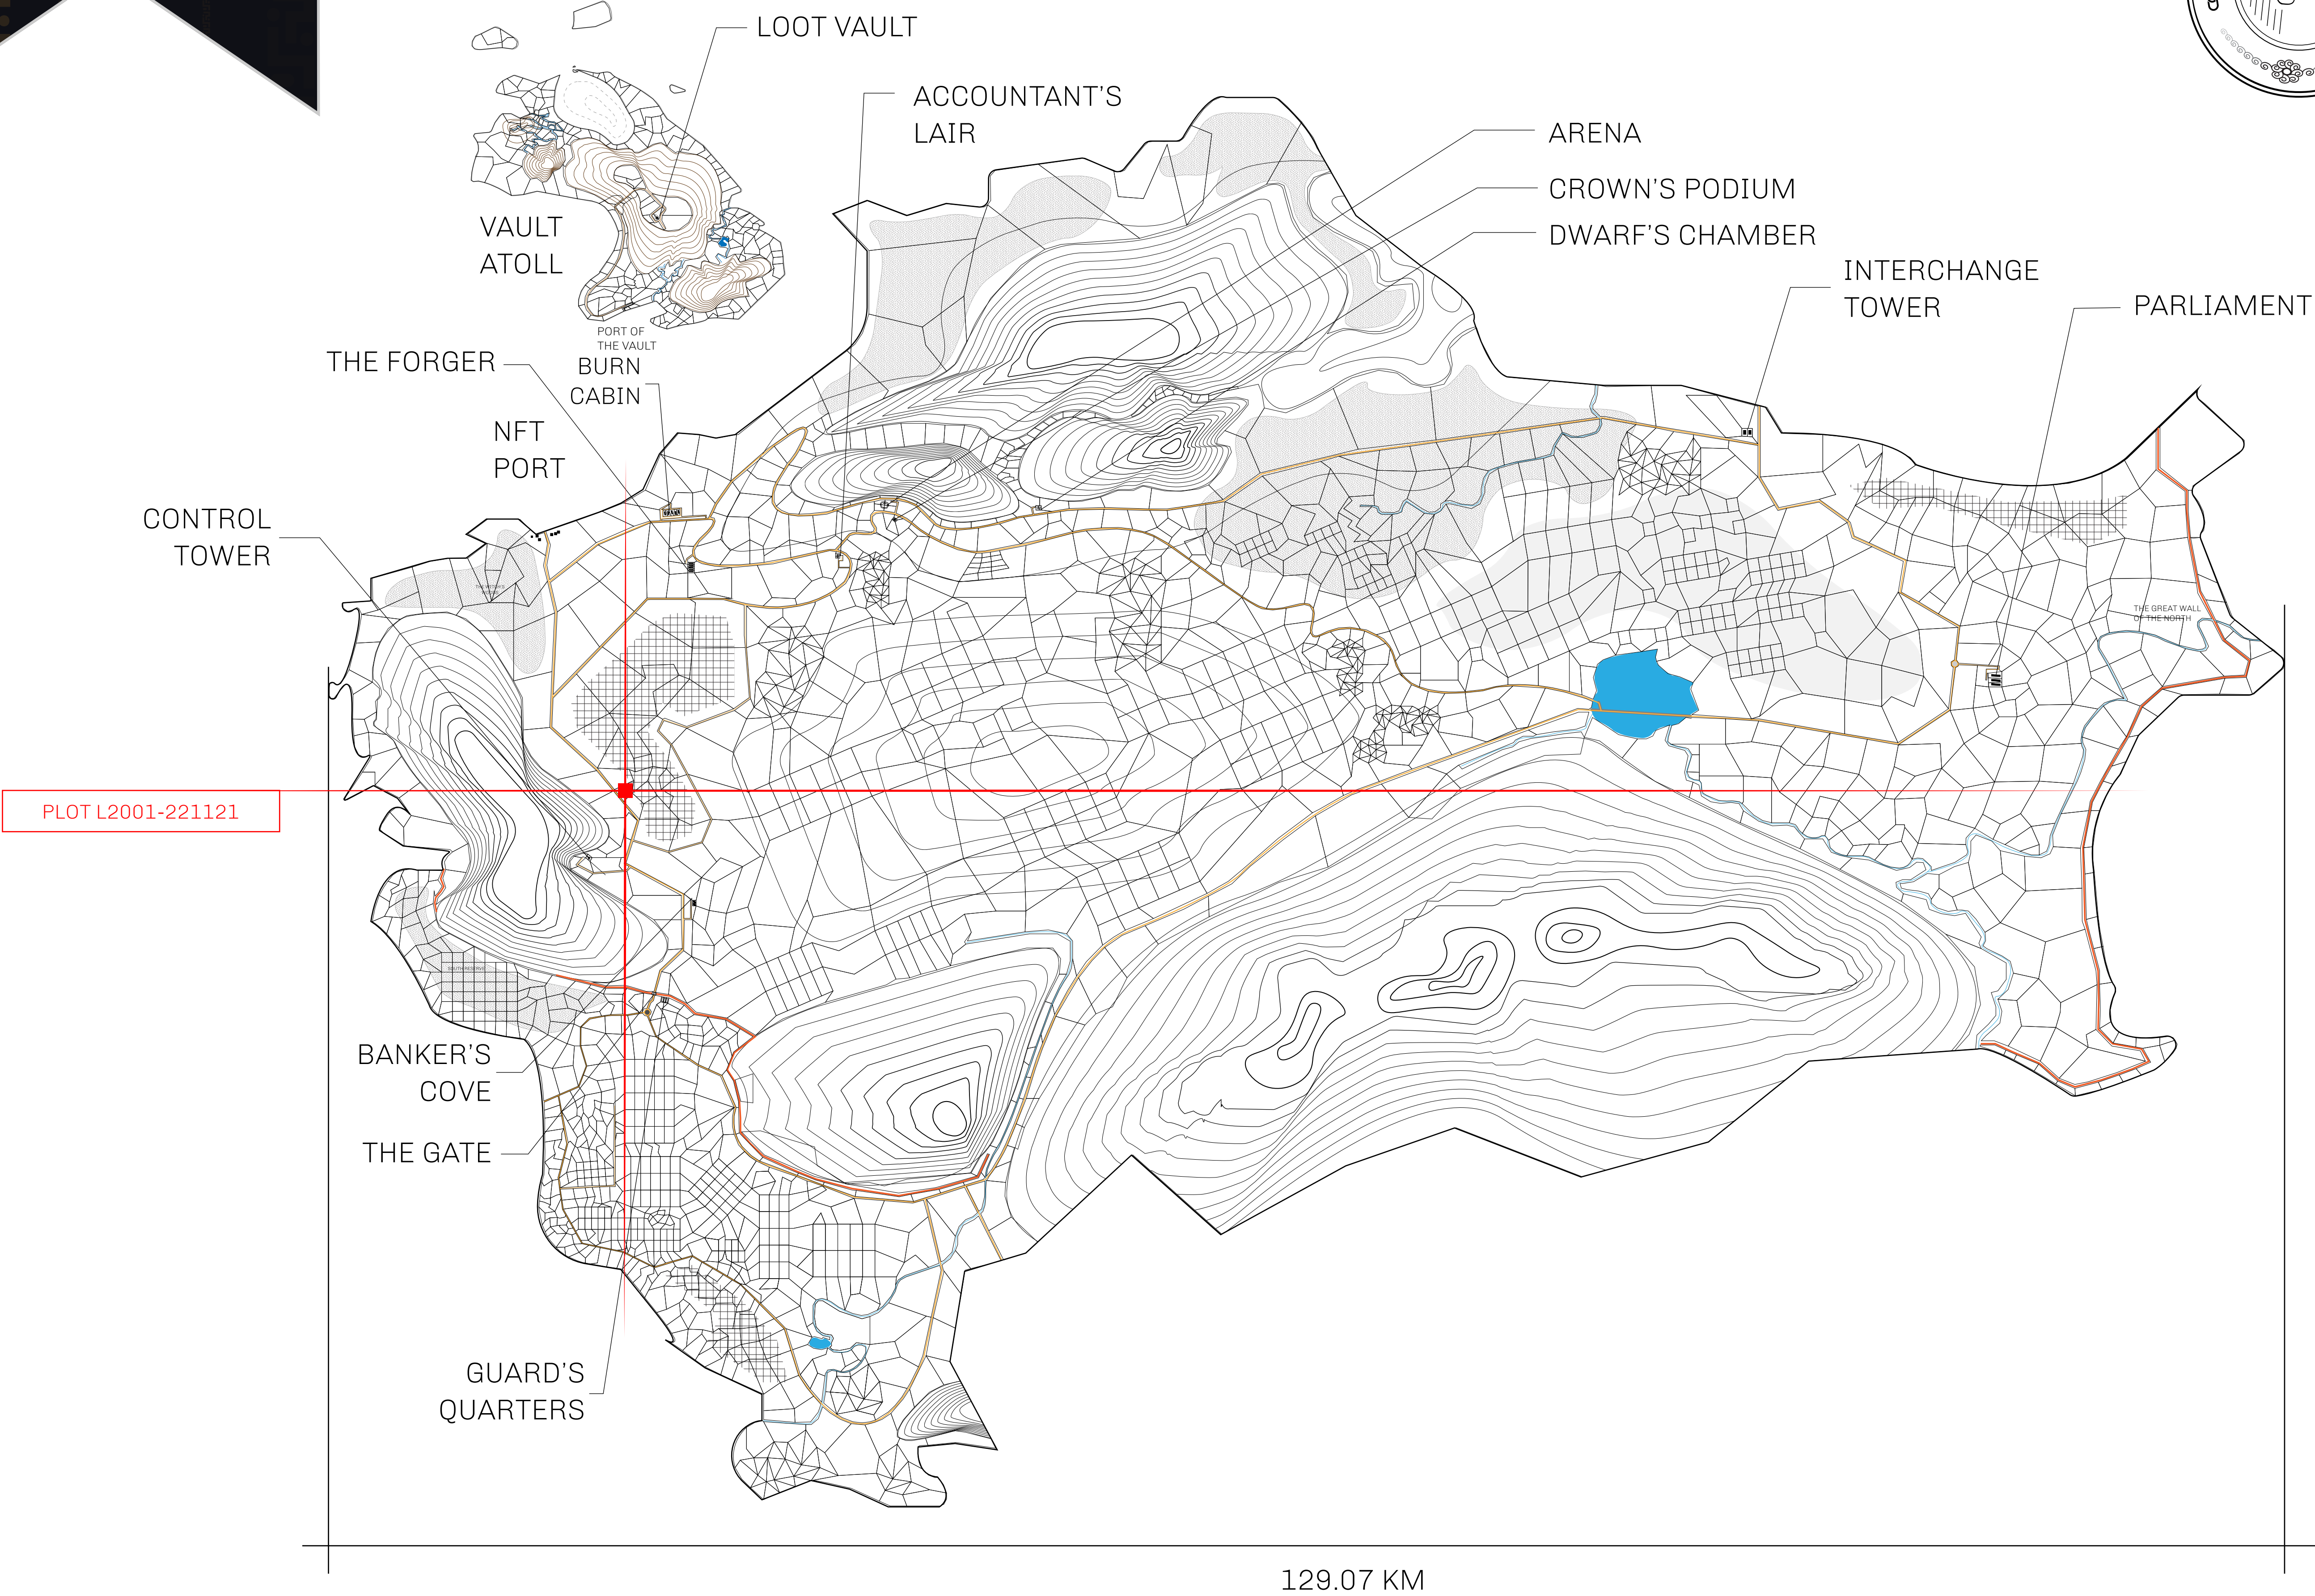 LOOT VAULT
ACCOUNTANT'S
LAIR
ARENA
CROWN'S PODIUM
DWARF'S CHAMBER
VAULT
ATOLL
INTERCHANGE
TOWER
PARLIAMENT
PORT OF
THE VAULT
THE FORGER
BURN
CABIN
NFT
PORT
CONTROL
TOWER
THE GREAT WALL
OF THE NORTH
PLOT L2001-221121
SOUTH RESERVE
BANKER'S
COVE
THE GATE
GUARD'S
QUARTERS
129.07 KM